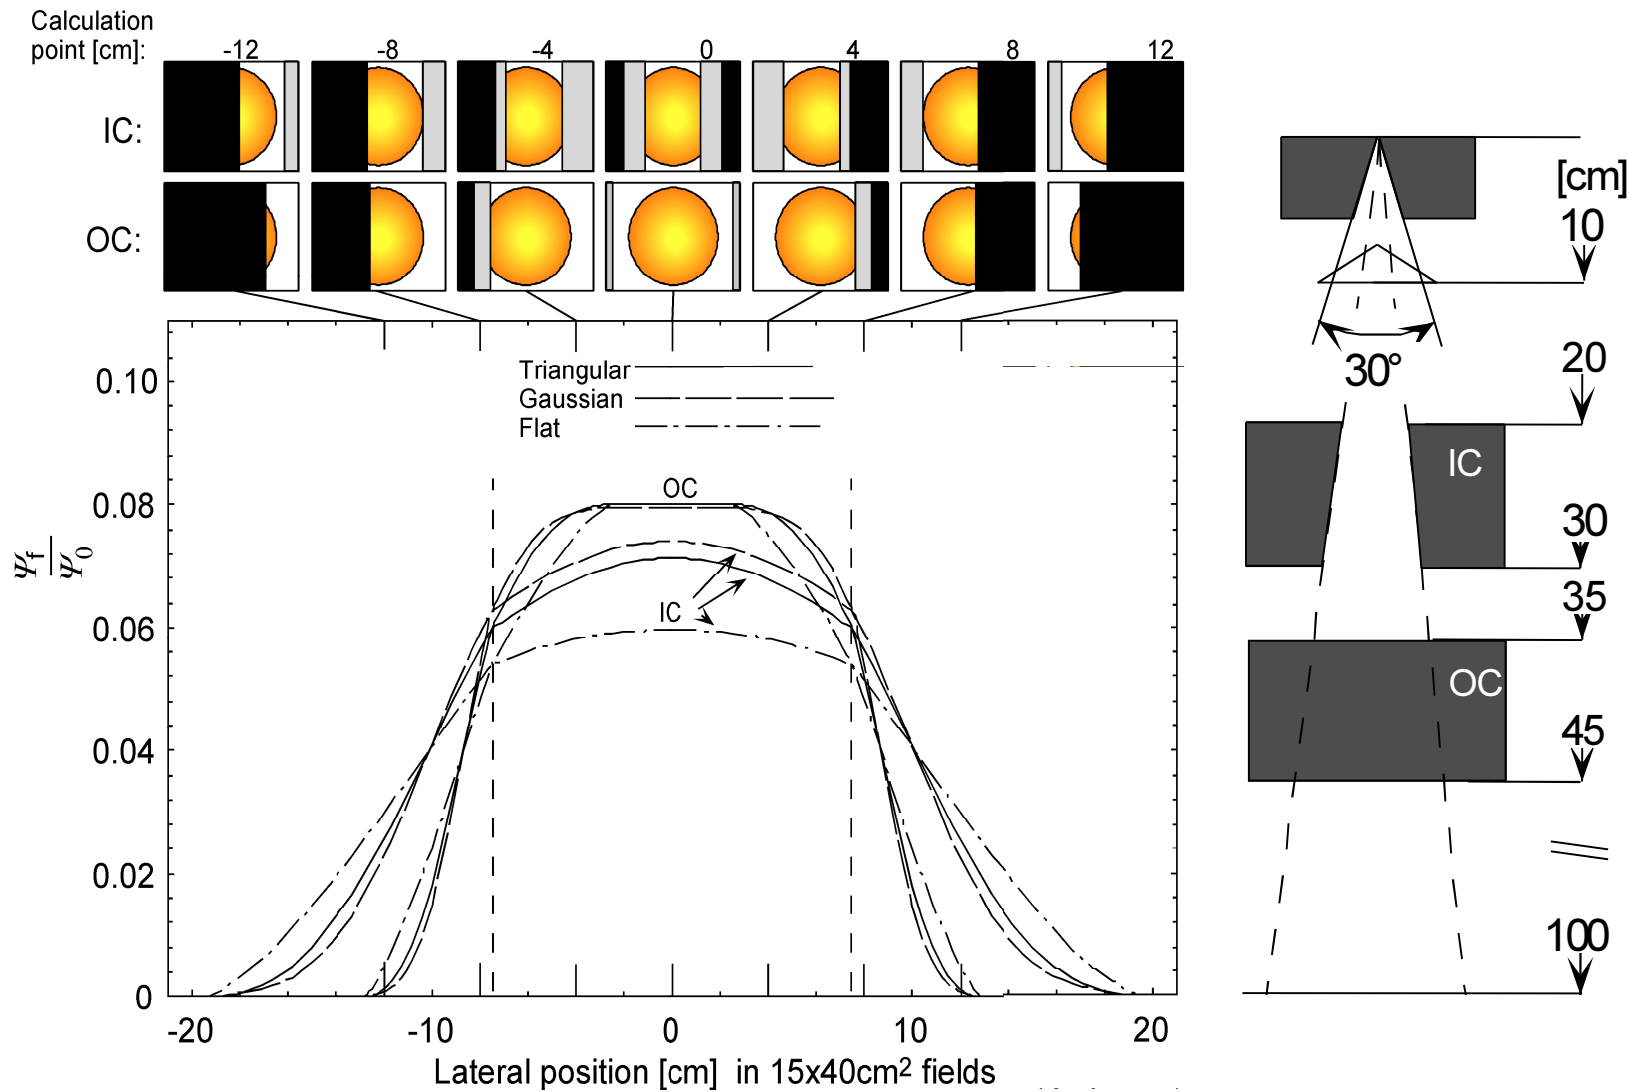 Calculation
point [cm]: -12 -8 -4 0 4 8 12
IC:
OC:
[cm]
10
20
30°
Triangular
Gaussian
Flat
0.10
0.08
0.06
0.04
0.02
0
Ψf
Ψ0
OC
IC
IC
30
35
OC
45
100
-20 -10 0 10 20
Lateral position [cm] in 15x40cm2 fields